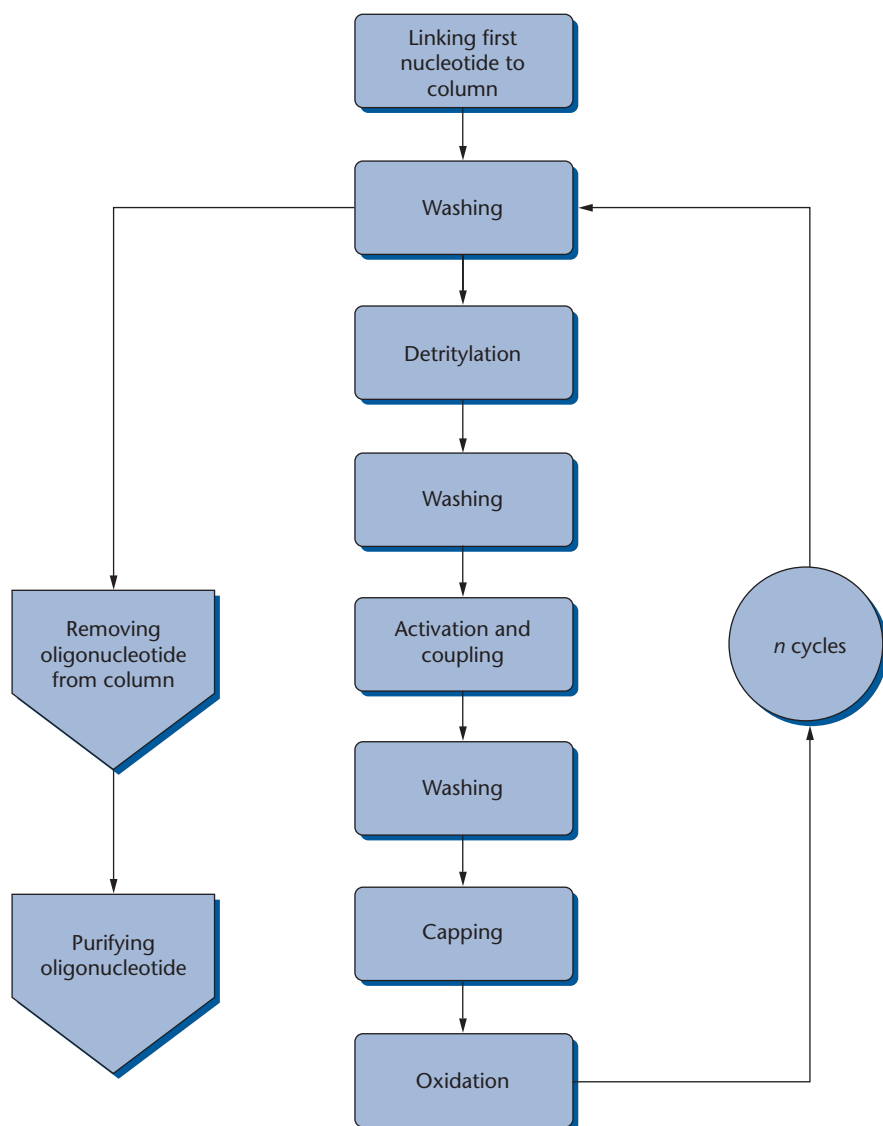 Linking first
nucleotide to
column
Washing
Detritylation
Washing
Activation and
coupling
Washing
Capping
Oxidation
n cycles
Removing
oligonucleotide
from column
Purifying
oligonucleotide